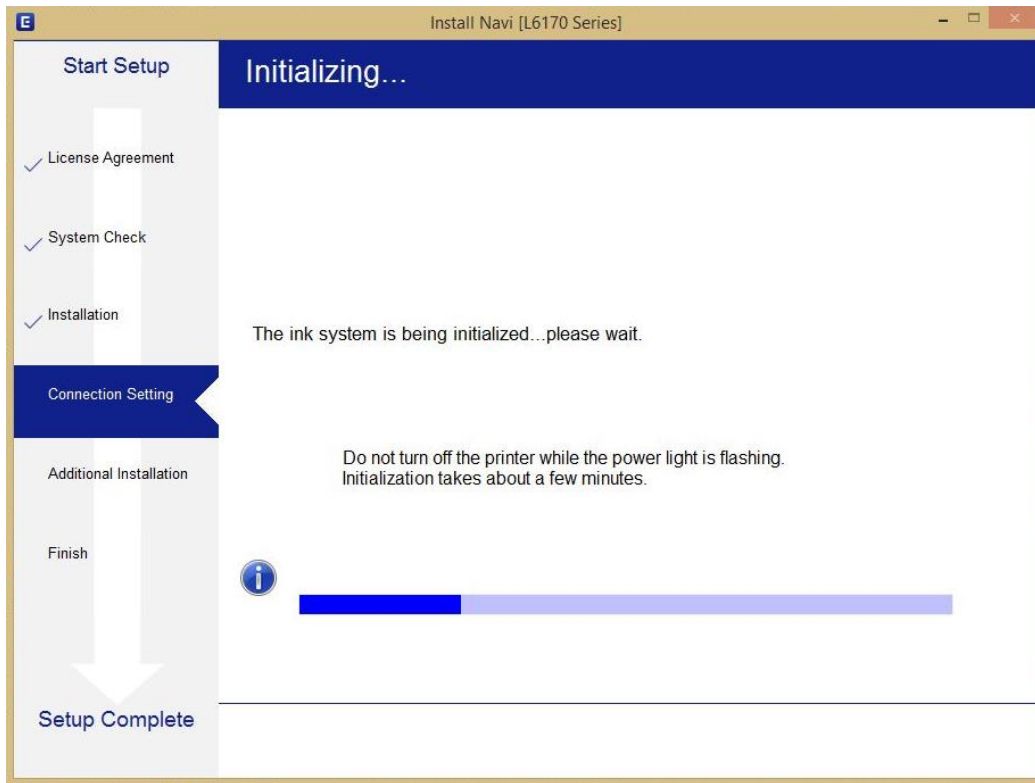 E
Install Navi [L6170 Series]
Start Setup
Initializing...
License Agreement
System Check
Installation
Connection Setting
Additional Installation
Finish
Setup Complete
The ink system is being initialized...please wait.
Do not turn off the printer while the power light is flashing.
Initialization takes about a few minutes.
i